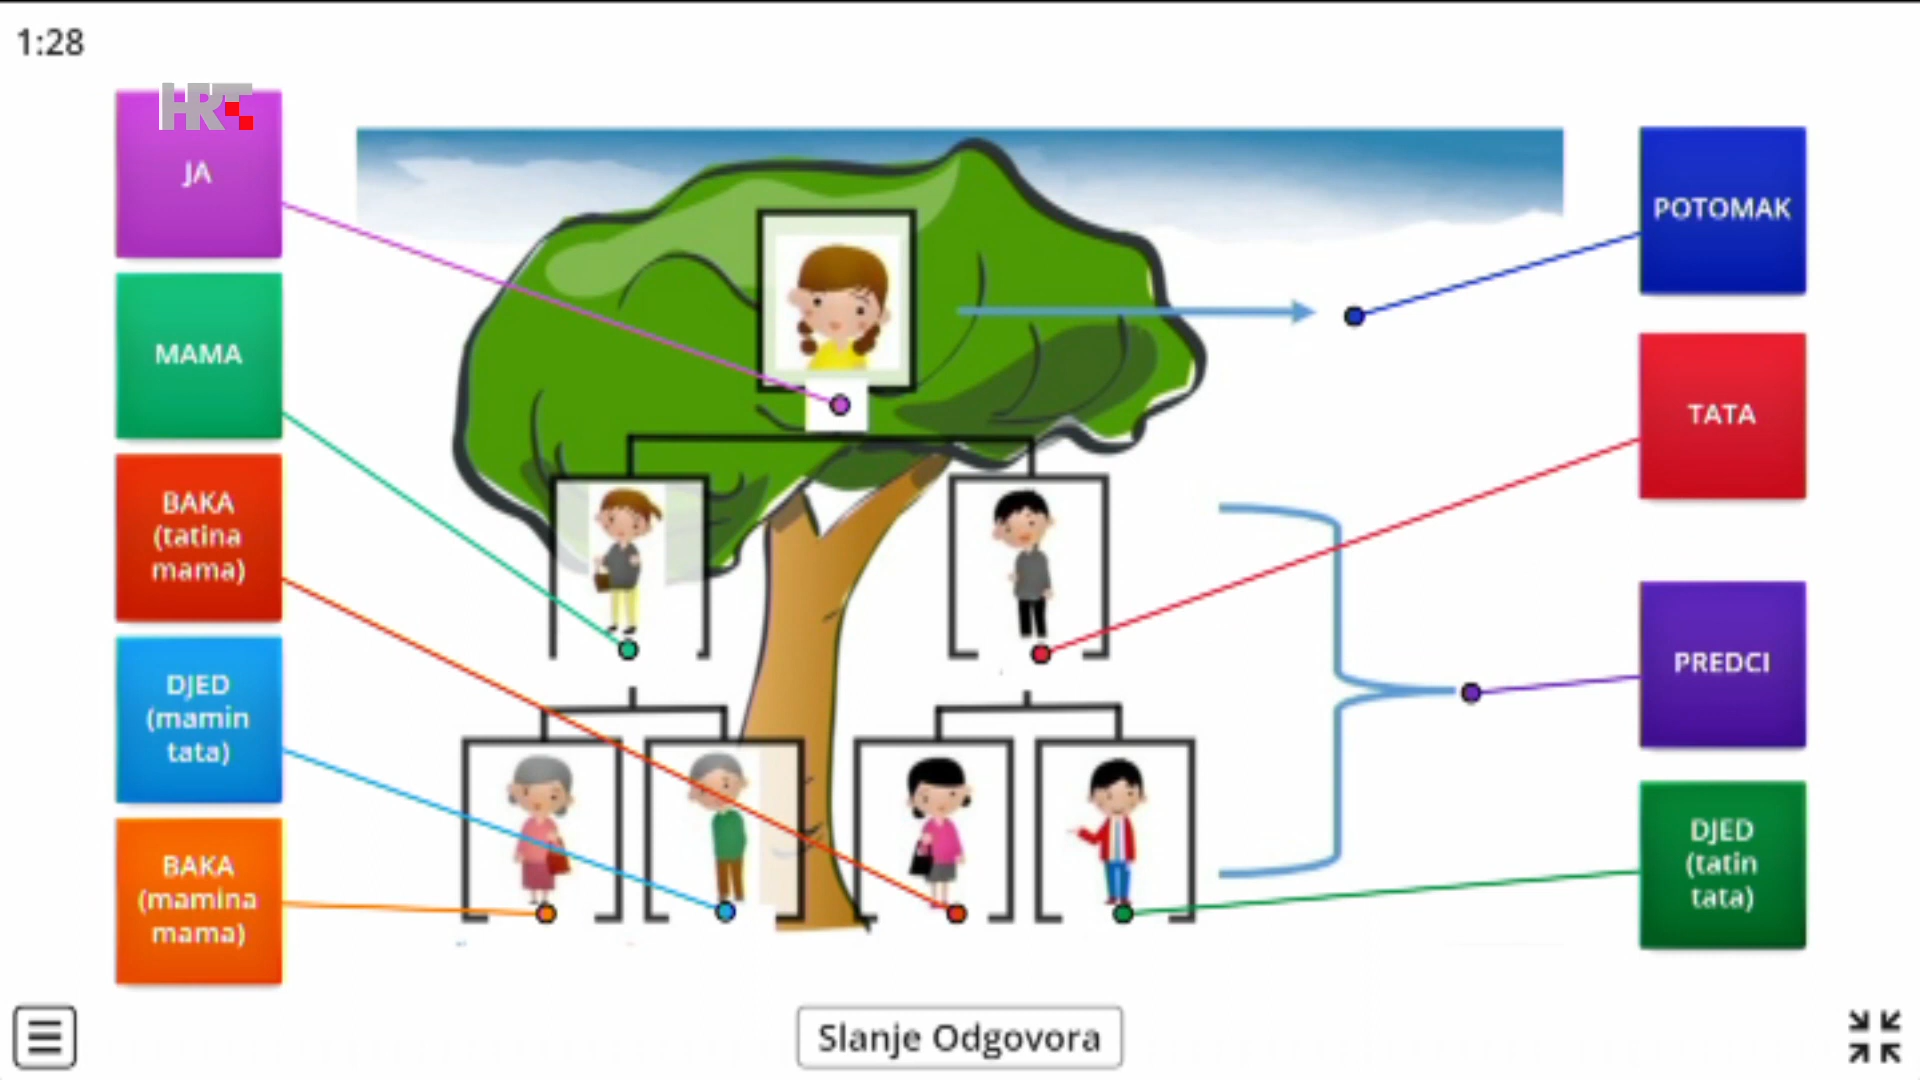 1:28
HRT
JA
MAMA
BAKA
(tatina
mama)
DJED
(mamin
tata)
BAKA
(mamina
mama)
POTOMAK
TATA
PREDCI
DJED
(tatin
tata)
Slanje Odgovora